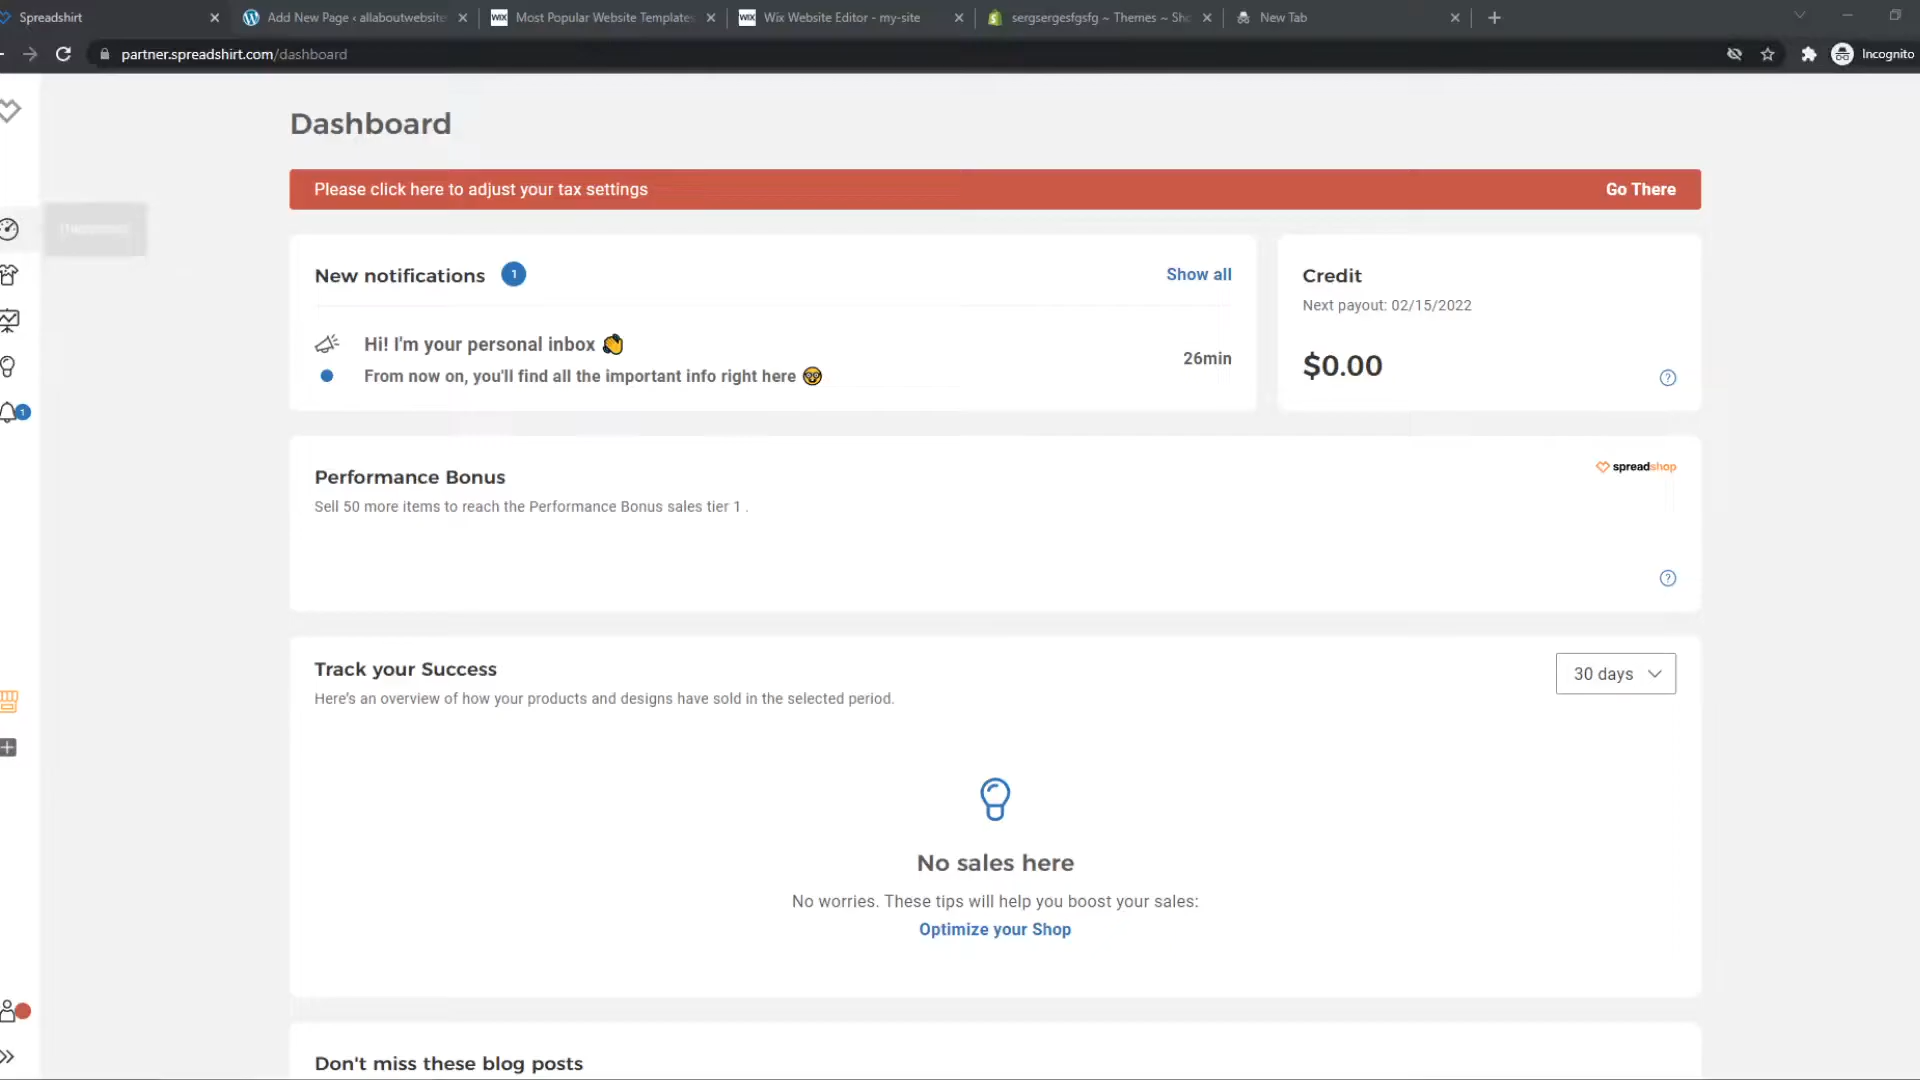 Spreadshirt
Add New Page ‹ allaboutwebsite
WIX
Most Popular Website Templates
WIX
Wix Website Editor - my-site
sergsergesfgsfg ~ Themes ~ Sho
New Tab
partner.spreadshirt.com/dashboard
Incognito
Dashboard
Please click here to adjust your tax settings
Go There
New notifications
1
Show all
Credit
Next payout: 02/15/2022
Hi! I'm your personal inbox 👏
From now on, you'll find all the important info right here 🤓
26min
$0.00
?
1
Performance Bonus
spreadshop
Sell 50 more items to reach the Performance Bonus sales tier 1 .
?
Track your Success
30 days
Here's an overview of how your products and designs have sold in the selected period.
No sales here
No worries. These tips will help you boost your sales:
Optimize your Shop
Don't miss these blog posts